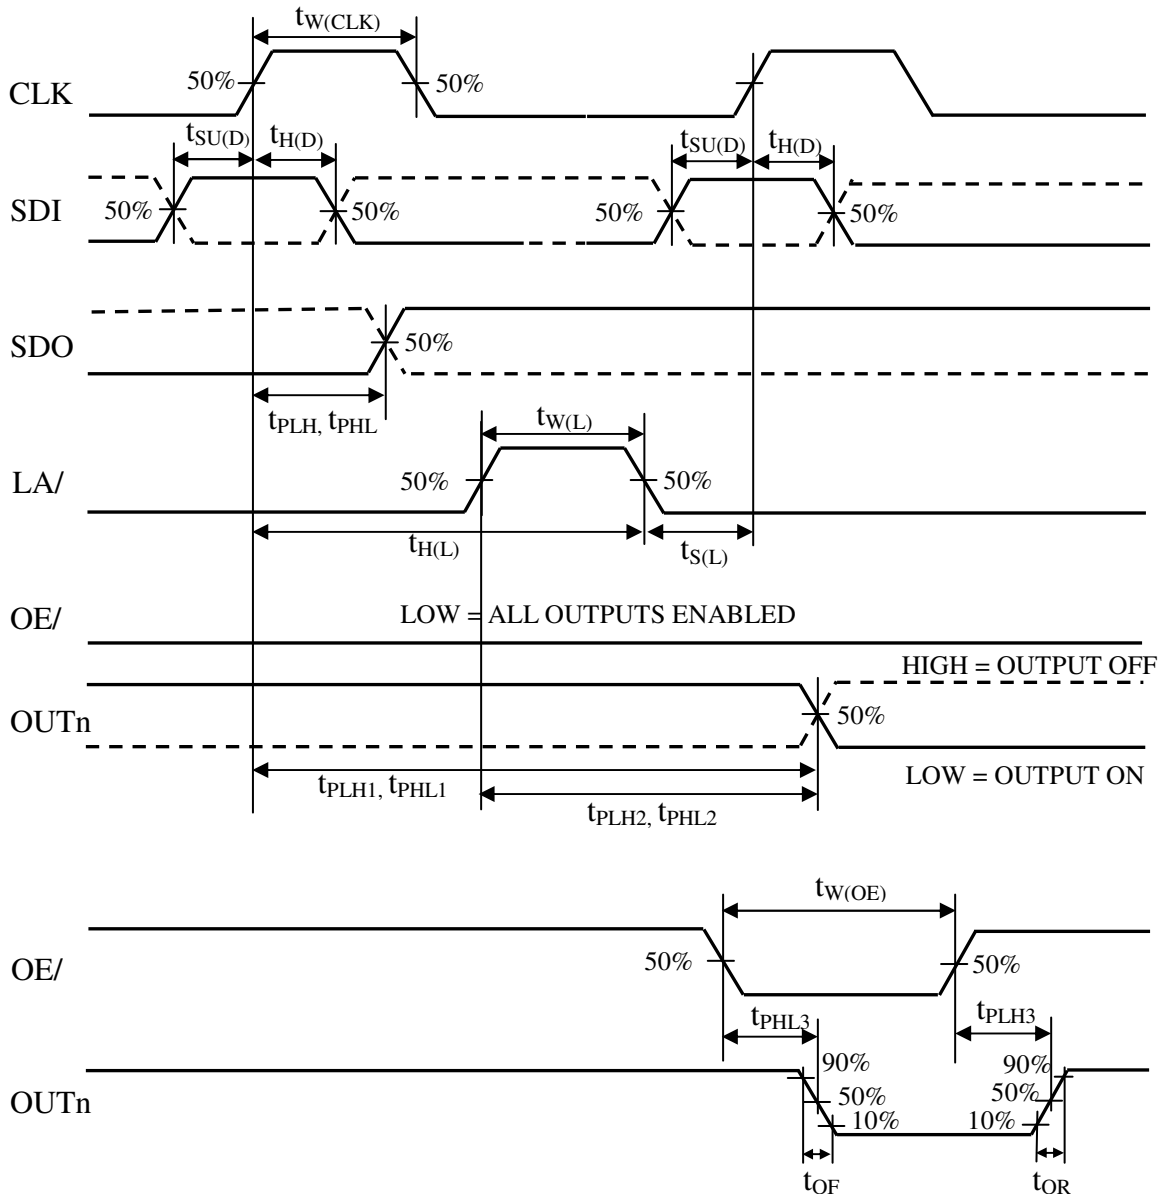 tW(CLK)
CLK 50% 50%
tSU(D) tH(D) tSU(D) tH(D)
SDI 50% 50% 50% 50%
SDO 50%
tPLH, tPHL
tW(L)
LA/ 50% 50%
tH(L) tS(L)
OE/ LOW = ALL OUTPUTS ENABLED
HIGH = OUTPUT OFF
OUTn 50%
LOW = OUTPUT ON
tPLH1, tPHL1
tPLH2, tPHL2
tW(OE)
OE/ 50% 50%
tPHL3 tPLH3
90% 90%
OUTn 50% 50%
10% 10%
tOF tOR